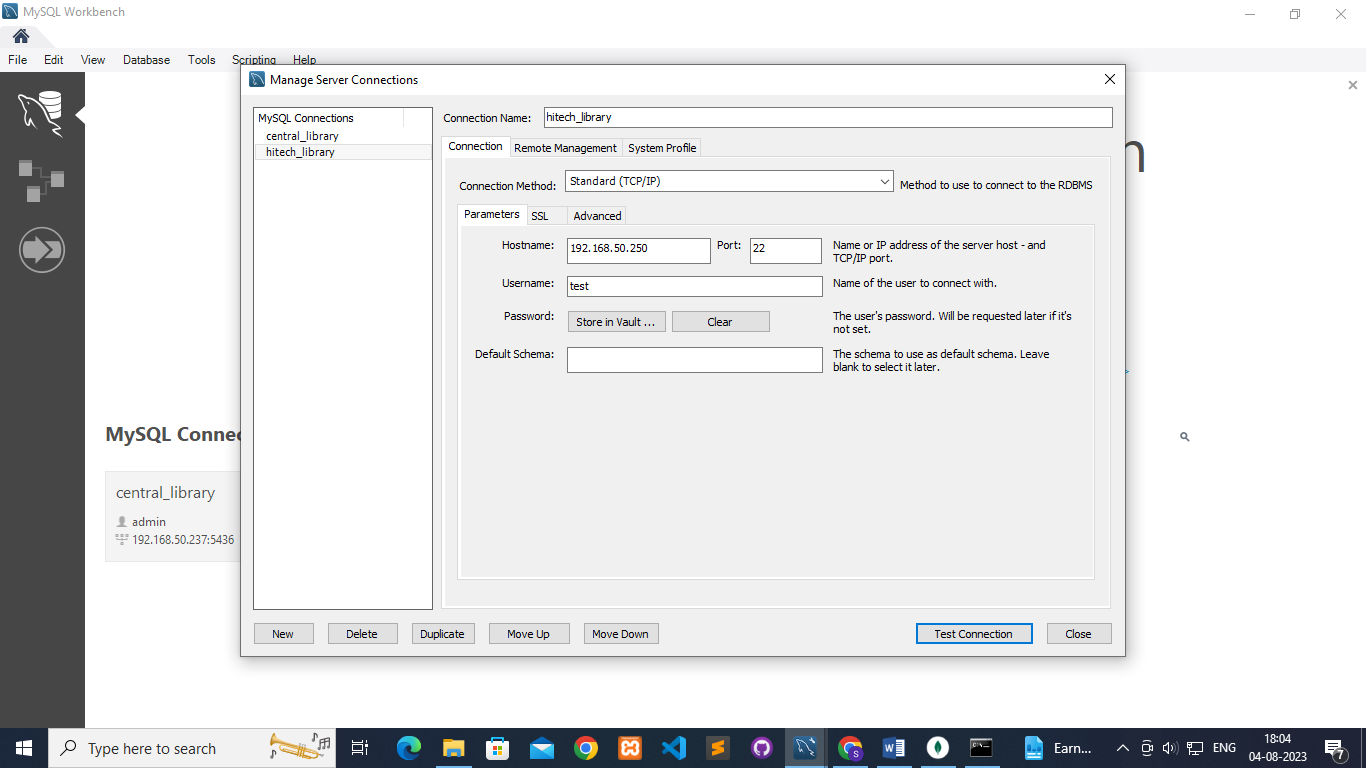 MySQL Workbench
File Edit View Database Tools Scripting Help
Manage Server Connections
MySQL Connections
central_library
hitech_library
Connection Name: hitech_library
Connection Remote Management System Profile
Connection Method: Standard (TCP/IP) Method to use to connect to the RDBMS
Parameters SSL Advanced
Hostname: 192.168.50.250 Port: 22 Name or IP address of the server host - and
TCP/IP port.
Username: test Name of the user to connect with.
Password: Store in Vault ... Clear The user's password. Will be requested later if it's
not set.
Default Schema: The schema to use as default schema. Leave
blank to select it later.
New Delete Duplicate Move Up Move Down Test Connection Close
MySQL Connec
central_library
admin
192.168.50.237:5436
n
Type here to search
Earn... ENG 18:04
04-08-2023 7